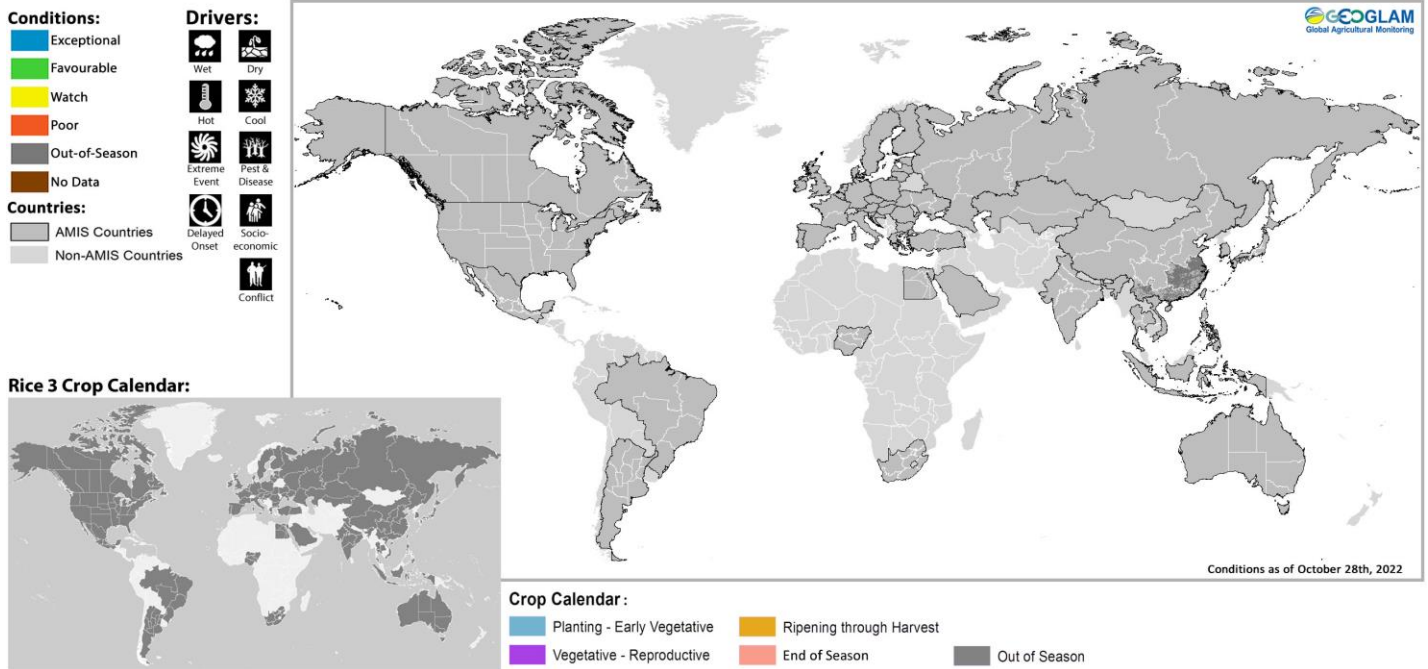 Conditions:
Exceptional
Favourable
Watch
Poor
Out-of-Season
No Data
Countries:
AMIS Countries
Non-AMIS Countries
Drivers:
Wet
Dry
Hot
Cool
Extreme
Event
Pest &
Disease
Delayed
Onset
Socio-
economic
Conflict
GEOGLAM
Global Agricultural Monitoring
Conditions as of October 28th, 2022
Rice 3 Crop Calendar:
Crop Calendar :
Planting - Early Vegetative
Ripening through Harvest
Vegetative - Reproductive
End of Season
Out of Season